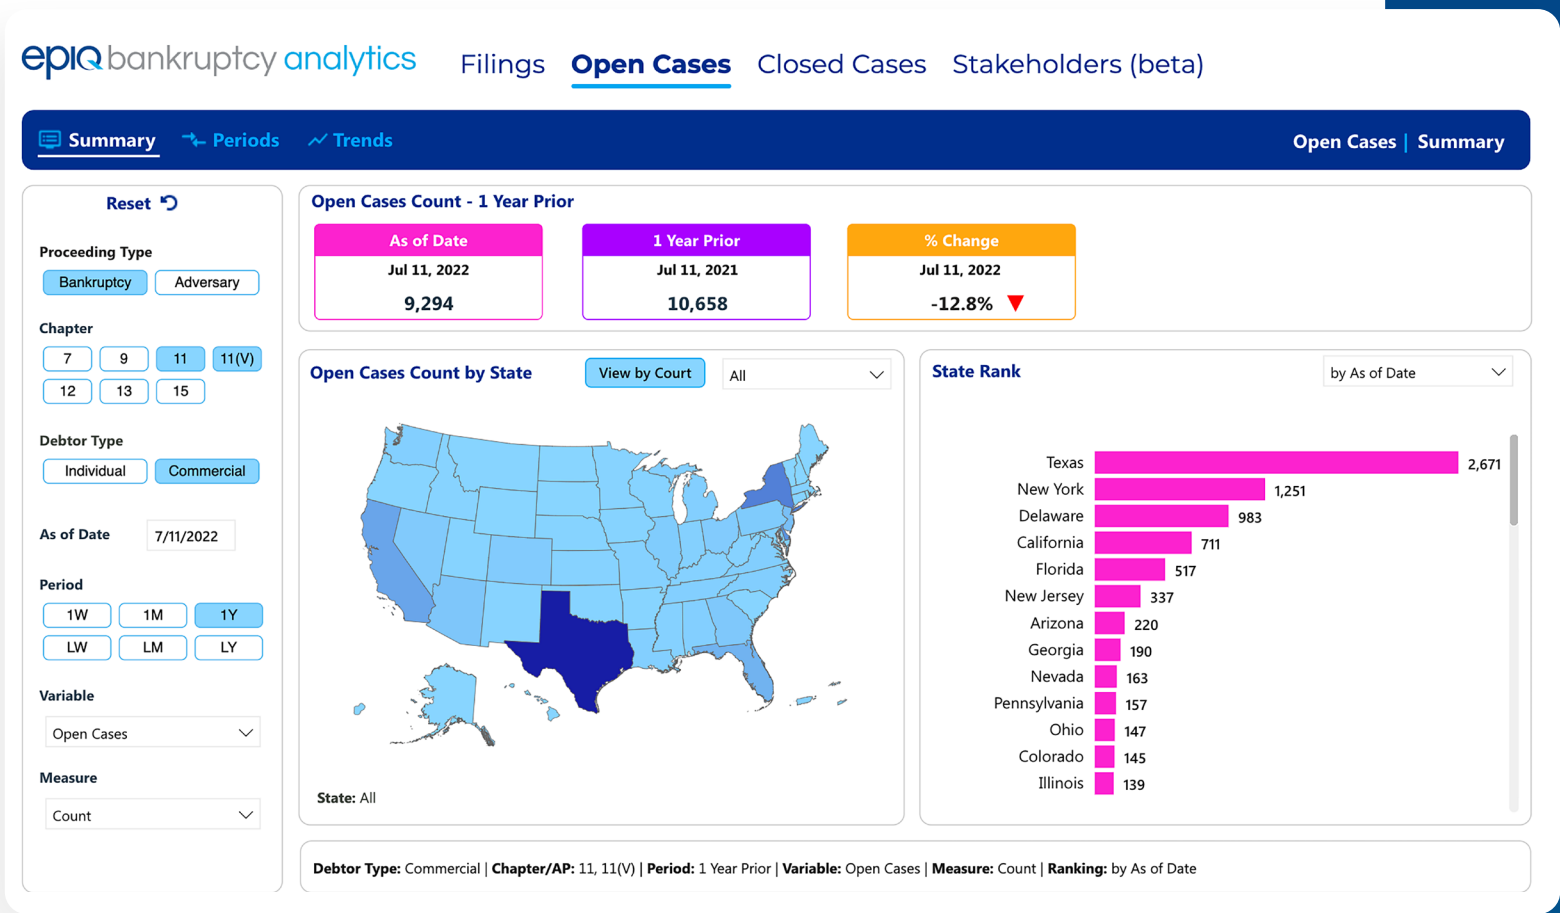 epiq bankruptcy analytics
Filings Open Cases Closed Cases Stakeholders (beta)
Summary Periods Trends
Open Cases | Summary
Reset
Proceeding Type
Bankruptcy Adversary
Chapter
7 9 11 11(V)
12 13 15
Debtor Type
Individual Commercial
As of Date 7/11/2022
Period
1W 1M 1Y
LW LM LY
Variable
Open Cases
Measure
Count
Open Cases Count - 1 Year Prior
As of Date
Jul 11, 2022
9,294
1 Year Prior
Jul 11, 2021
10,658
% Change
Jul 11, 2022
-12.8%
Open Cases Count by State
View by Court
All
State: All
State Rank
by As of Date
Texas 2,671
New York 1,251
Delaware 983
California 711
Florida 517
New Jersey 337
Arizona 220
Georgia 190
Nevada 163
Pennsylvania 157
Ohio 147
Colorado 145
Illinois 139
Debtor Type: Commercial | Chapter/AP: 11, 11(V) | Period: 1 Year Prior | Variable: Open Cases | Measure: Count | Ranking: by As of Date